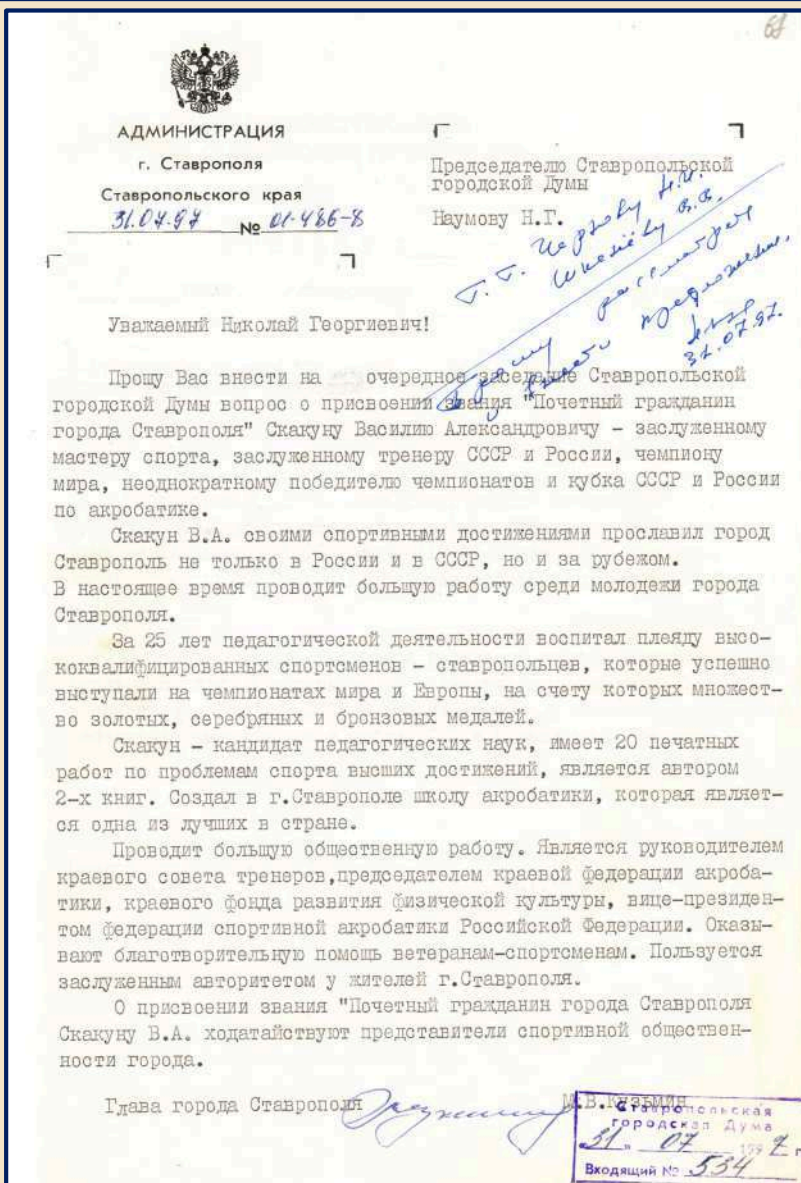 61
АДМИНИСТРАЦИЯ
г. Ставрополя
Ставропольского края
31.07.97 № 01-486-8
Председателю Ставропольской
городской Думы
Наумову Н.Г.
Т.Т.
Прошу рассмотреть
и внести предложение.
31.07.97.
Уважаемый Николай Георгиевич!
Прошу Вас внести на очередное заседание Ставропольской
городской Думы вопрос о присвоении звания "Почетный гражданин
города Ставрополя" Скакуну Василию Александровичу - заслуженному
мастеру спорта, заслуженному тренеру СССР и России, чемпиону
мира, неоднократному победителю чемпионатов и кубка СССР и России
по акробатике.
Скакун В.А. своими спортивными достижениями прославил город
Ставрополь не только в России и в СССР, но и за рубежом.
В настоящее время проводит большую работу среди молодежи города
Ставрополя.
За 25 лет педагогической деятельности воспитал плеяду высо-
коквалифицированных спортсменов - ставропольцев, которые успешно
выступали на чемпионатах мира и Европы, на счету которых множест-
во золотых, серебряных и бронзовых медалей.
Скакун - кандидат педагогических наук, имеет 20 печатных
работ по проблемам спорта высших достижений, является автором
2-х книг. Создал в г.Ставрополе школу акробатики, которая являет-
ся одна из лучших в стране.
Проводит большую общественную работу. Является руководителем
краевого совета тренеров,председателем краевой федерации акроба-
тики, краевого фонда развития физической культуры, вице-президен-
том федерации спортивной акробатики Российской Федерации. Оказы-
вают благотворительную помощь ветеранам-спортсменам. Пользуется
заслуженным авторитетом у жителей г.Ставрополя.
О присвоении звания "Почетный гражданин города Ставрополя
Скакуну В.А. ходатайствуют представители спортивной обществен-
ности города.
Глава города Ставрополя М.В.Кузьмин
Ставропольская
городская Дума
31 " 07 1997 г
Входящий № 534